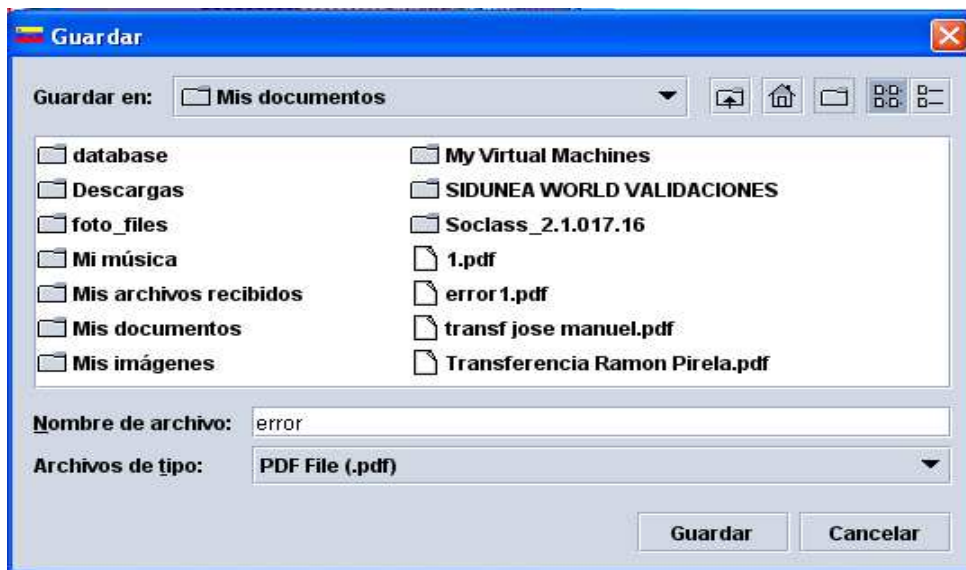 Guardar
Guardar en: Mis documentos
database
Descargas
foto_files
Mi música
Mis archivos recibidos
Mis documentos
Mis imágenes
My Virtual Machines
SIDUNEA WORLD VALIDACIONES
Soclass_2.1.017.16
1.pdf
error1.pdf
transf jose manuel.pdf
Transferencia Ramon Pirela.pdf
Nombre de archivo: error
Archivos de tipo: PDF File (.pdf)
Guardar Cancelar